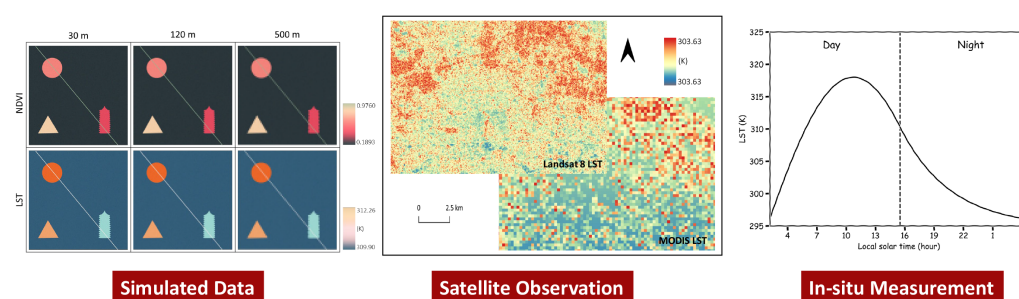 30 m 120 m 500 m
NDVI
0.9760
0.1893
LST
312.26
(K)
309.90
Simulated Data
303.63
(K)
303.63
Landsat 8 LST
0 2.5 km
MODIS LST
Satellite Observation
325
320
315
310
305
300
295
LST (K)
Day Night
4 7 10 13 16 19 22 1
Local solar time (hour)
In-situ Measurement